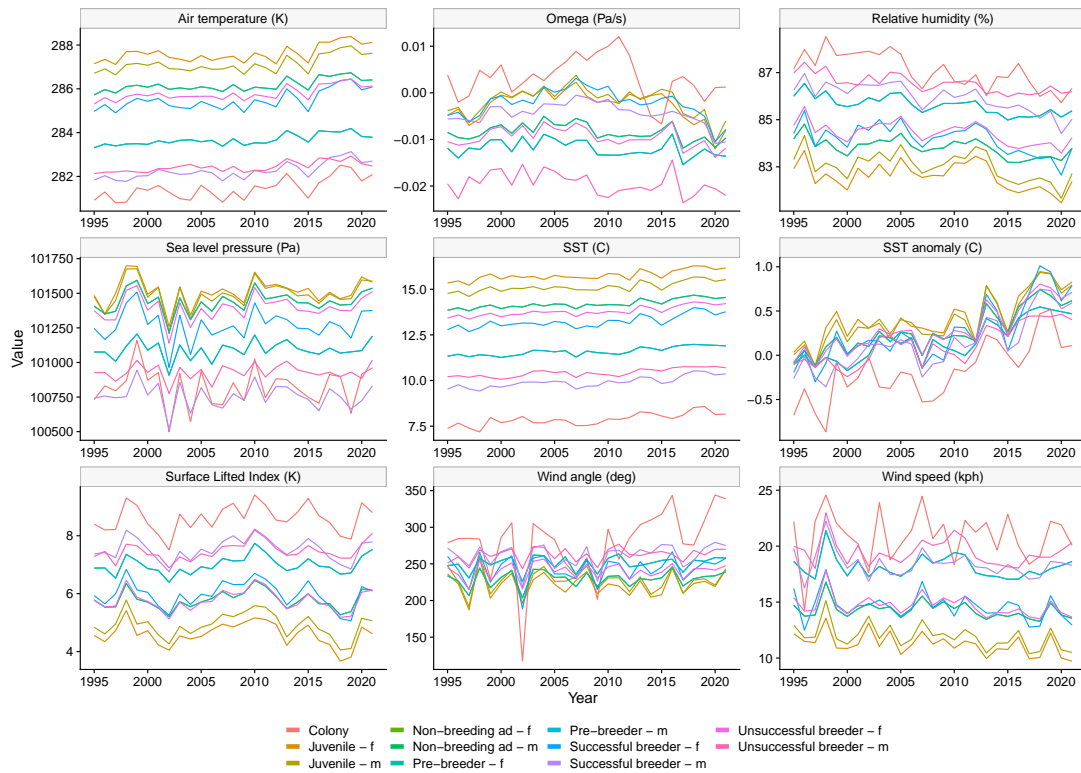 Air temperature (K)
Omega (Pa/s)
Relative humidity (%)
288
286
284
282
1995 2000 2005 2010 2015 2020
0.01
0.00
−0.01
−0.02
1995 2000 2005 2010 2015 2020
87
85
83
1995 2000 2005 2010 2015 2020
Sea level pressure (Pa)
SST (C)
SST anomaly (C)
101750
101500
101250
101000
100750
100500
1995 2000 2005 2010 2015 2020
15.0
12.5
10.0
7.5
1995 2000 2005 2010 2015 2020
1.0
0.5
0.0
−0.5
1995 2000 2005 2010 2015 2020
Value
Surface Lifted Index (K)
Wind angle (deg)
Wind speed (kph)
8
6
4
1995 2000 2005 2010 2015 2020
350
300
250
200
150
1995 2000 2005 2010 2015 2020
25
20
15
10
1995 2000 2005 2010 2015 2020
Year
Colony
Juvenile − f
Juvenile − m
Non−breeding ad − f
Non−breeding ad − m
Pre−breeder − f
Pre−breeder − m
Successful breeder − f
Successful breeder − m
Unsuccessful breeder − f
Unsuccessful breeder − m